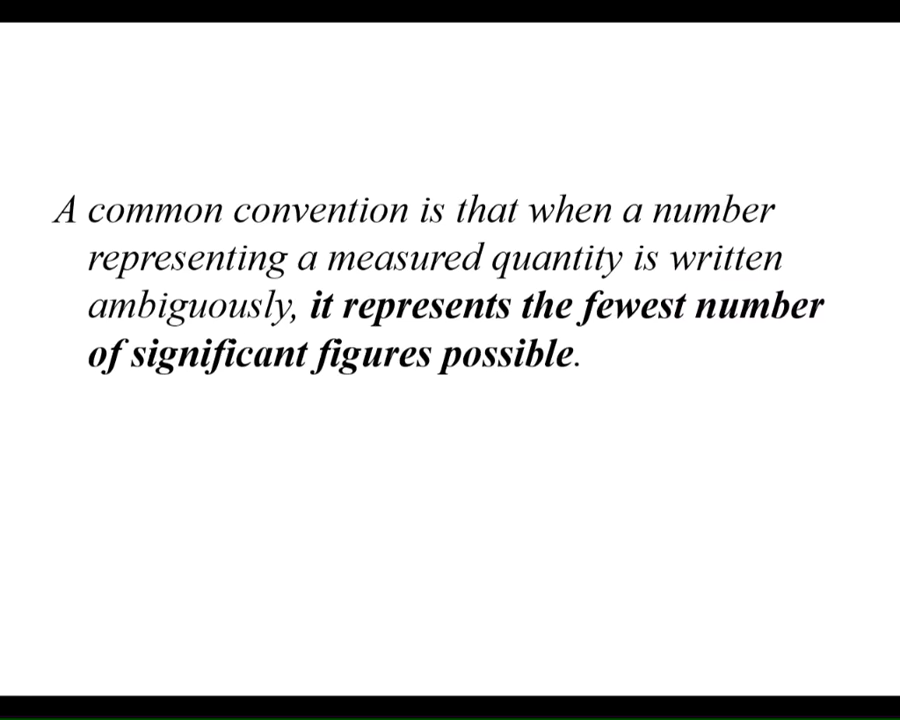 A common convention is that when a number
representing a measured quantity is written
ambiguously, it represents the fewest number
of significant figures possible.